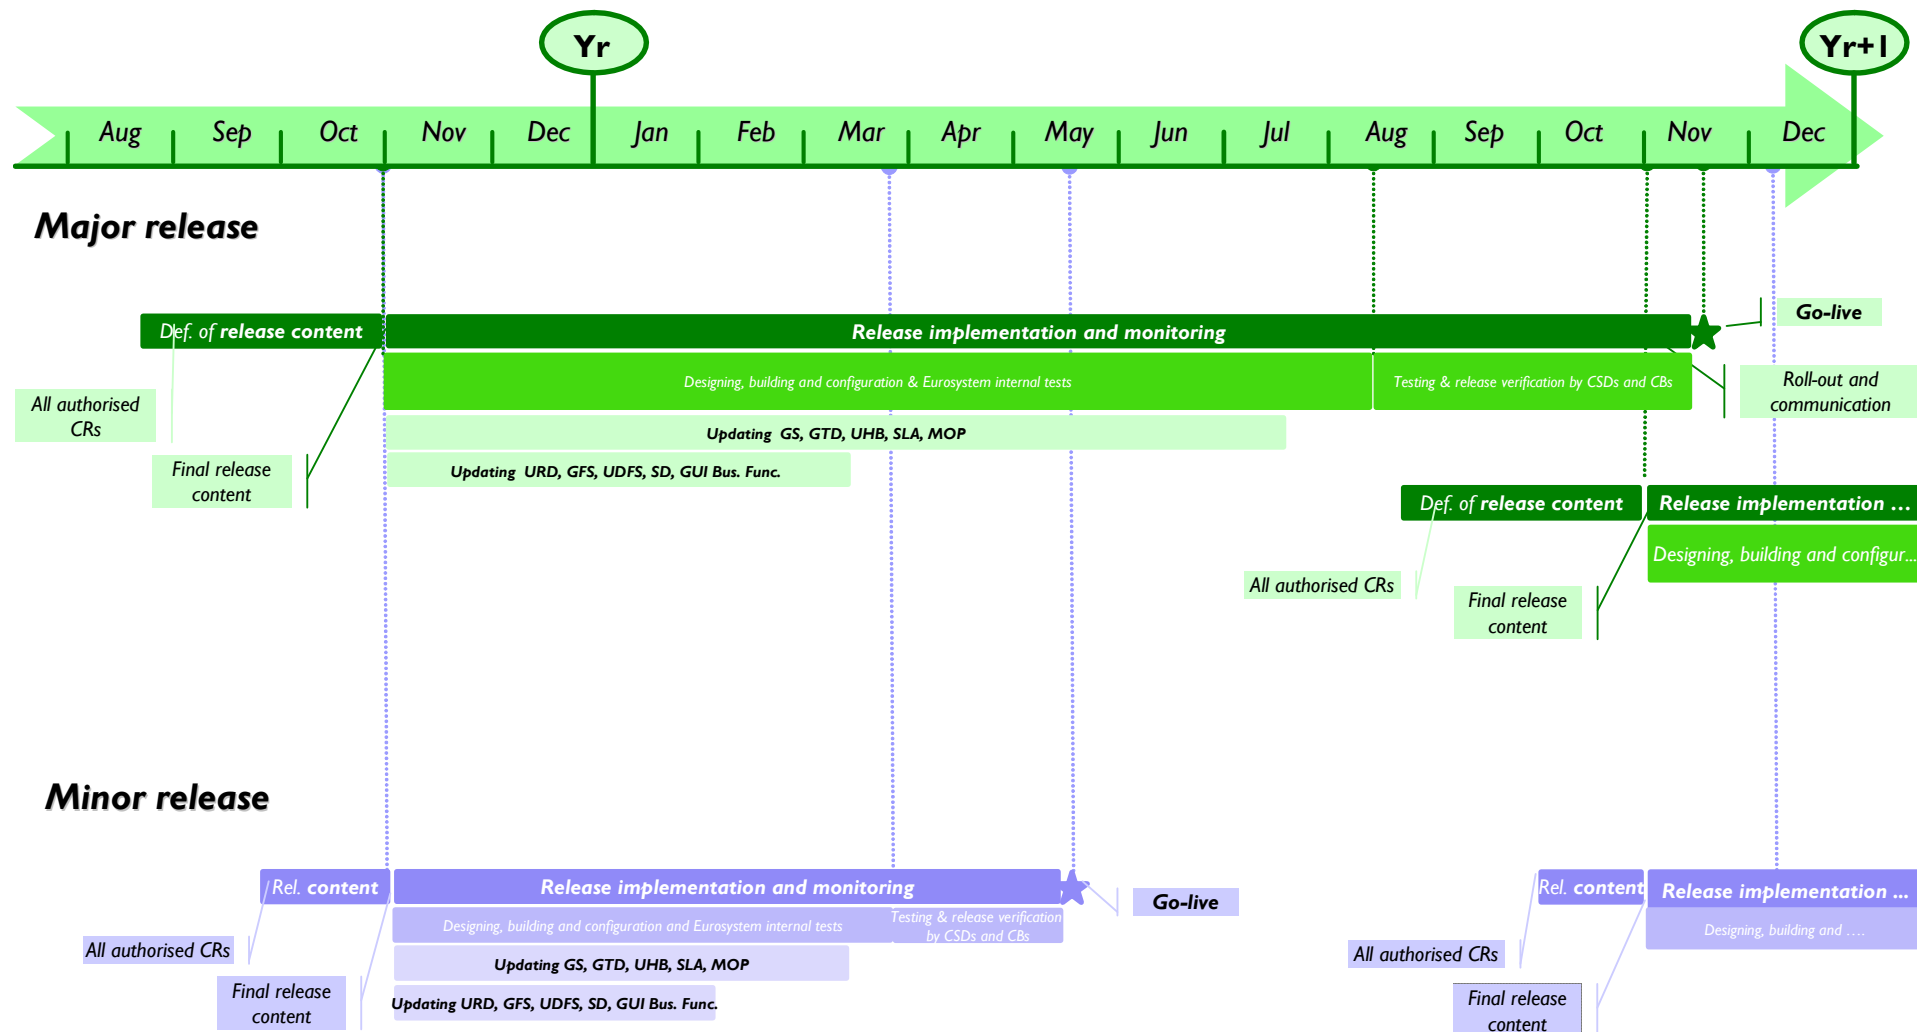 Yr
Yr+1
Aug Sep Oct Nov Dec Jan Feb Mar Apr May Jun Jul Aug Sep Oct Nov Dec
Major release
Go-live
Def. of release content
Release implementation and monitoring
Designing, building and configuration & Eurosystem internal tests
Testing & release verification by CSDs and CBs
Roll-out and
communication
All authorised
CRs
Updating GS, GTD, UHB, SLA, MOP
Final release
content
Updating URD, GFS, UDFS, SD, GUI Bus. Func.
Def. of release content
Release implementation …
Designing, building and configur...
All authorised CRs
Final release
content
Minor release
Rel. content
Release implementation and monitoring
Go-live
Designing, building and configuration and Eurosystem internal tests
Testing & release verification
by CSDs and CBs
All authorised CRs
Updating GS, GTD, UHB, SLA, MOP
Final release
content
Updating URD, GFS, UDFS, SD, GUI Bus. Func.
Rel. content
Release implementation ...
Designing, building and ….
All authorised CRs
Final release
content